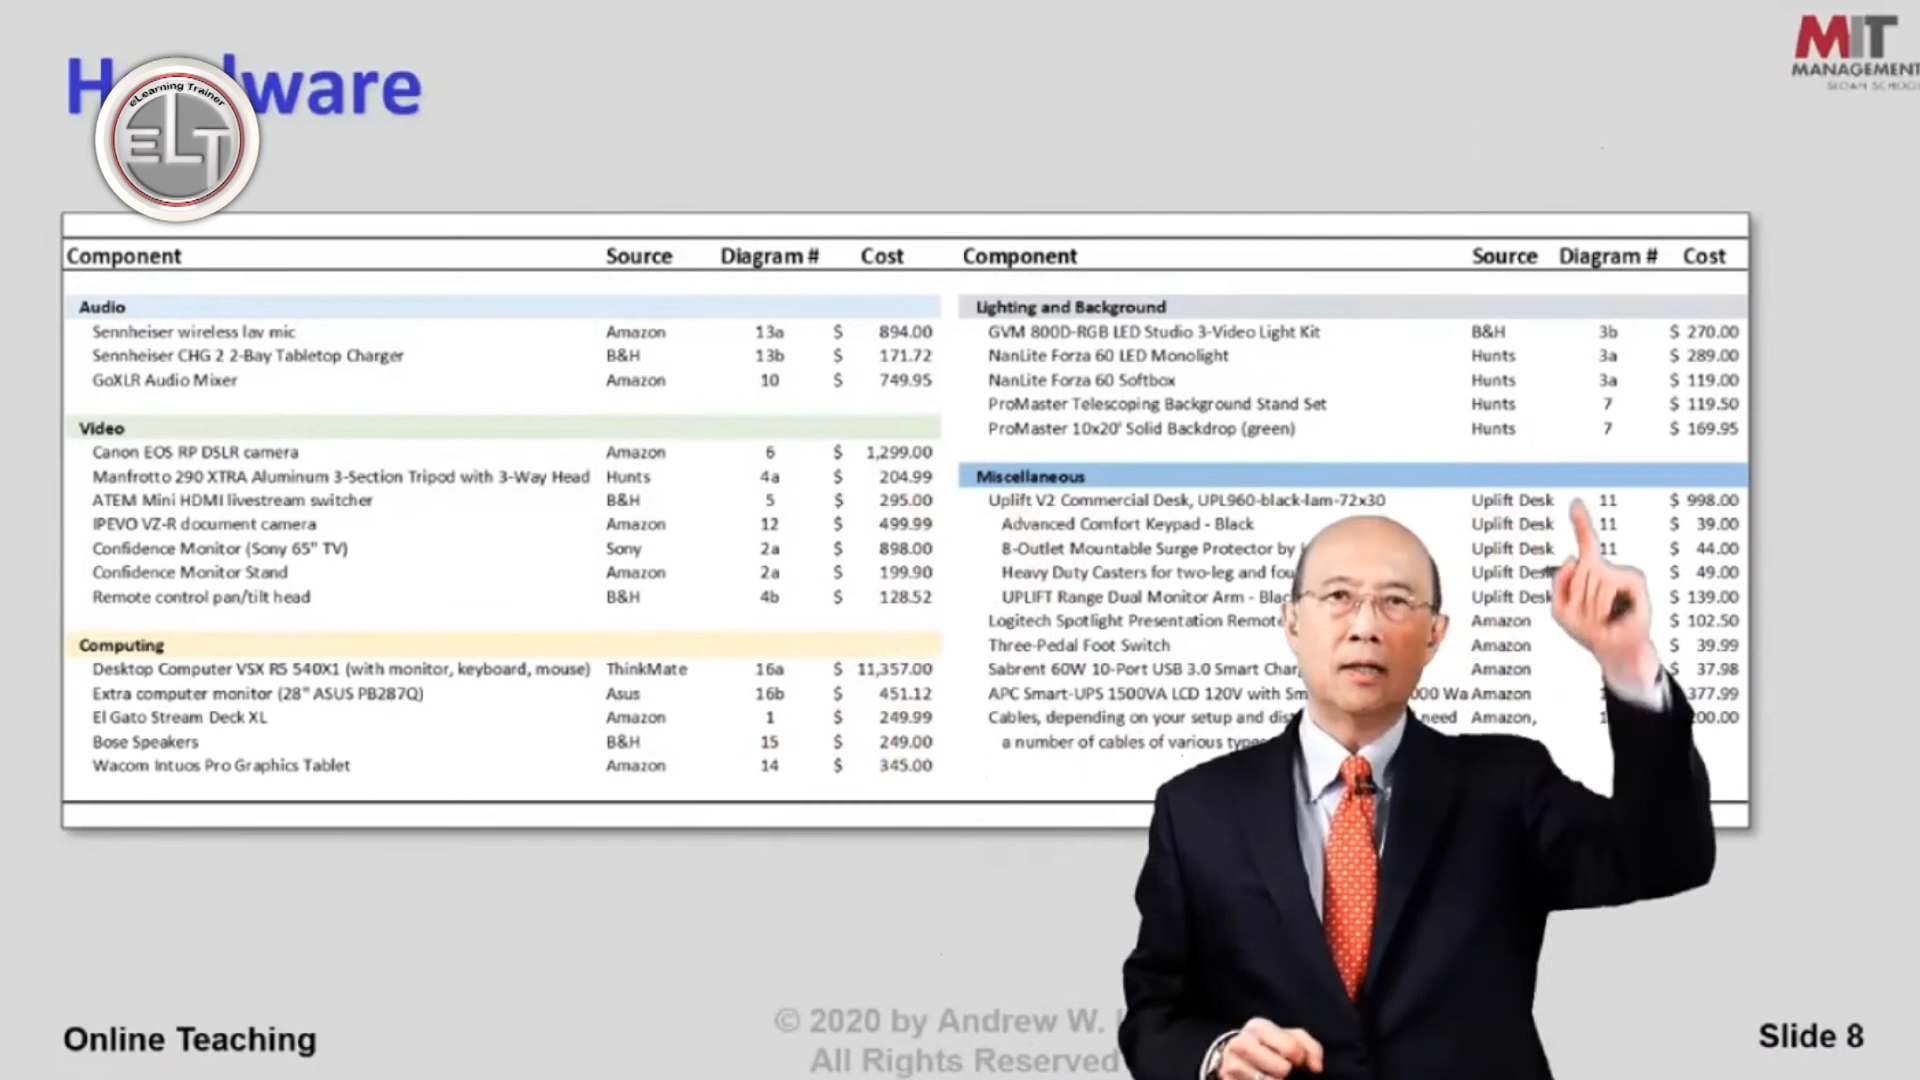 Hardware
eLearning Trainer
ELT
MIT
MANAGEMENT
SLOAN SCHOOL
Component Source Diagram # Cost
Audio
Sennheiser wireless lav mic Amazon 13a $ 894.00
Sennheiser CHG 2 2-Bay Tabletop Charger B&H 13b $ 171.72
GoXLR Audio Mixer Amazon 10 $ 749.95
Video
Canon EOS RP DSLR camera Amazon 6 $ 1,299.00
Manfrotto 290 XTRA Aluminum 3-Section Tripod with 3-Way Head Hunts 4a $ 204.99
ATEM Mini HDMI livestream switcher B&H 5 $ 295.00
IPEVO VZ-R document camera Amazon 12 $ 499.99
Confidence Monitor (Sony 65" TV) Sony 2a $ 898.00
Confidence Monitor Stand Amazon 2a $ 199.90
Remote control pan/tilt head B&H 4b $ 128.52
Computing
Desktop Computer VSX R5 540X1 (with monitor, keyboard, mouse) ThinkMate 16a $ 11,357.00
Extra computer monitor (28" ASUS PB287Q) Asus 16b $ 451.12
El Gato Stream Deck XL Amazon 1 $ 249.99
Bose Speakers B&H 15 $ 249.00
Wacom Intuos Pro Graphics Tablet Amazon 14 $ 345.00
Component Source Diagram # Cost
Lighting and Background
GVM 800D-RGB LED Studio 3-Video Light Kit B&H 3b $ 270.00
NanLite Forza 60 LED Monolight Hunts 3a $ 289.00
NanLite Forza 60 Softbox Hunts 3a $ 119.00
ProMaster Telescoping Background Stand Set Hunts 7 $ 119.50
ProMaster 10x20' Solid Backdrop (green) Hunts 7 $ 169.95
Miscellaneous
Uplift V2 Commercial Desk, UPL960-black-lam-72x30 Uplift Desk 11 $ 998.00
Advanced Comfort Keypad - Black Uplift Desk 11 $ 39.00
8-Outlet Mountable Surge Protector by Uplift Desk 11 $ 44.00
Heavy Duty Casters for two-leg and Uplift Desk $ 49.00
UPLIFT Range Dual Monitor Arm - Black Uplift Desk $ 139.00
Logitech Spotlight Presentation Remote Amazon $ 102.50
Three-Pedal Foot Switch Amazon $ 39.99
Sabrent 60W 10-Port USB 3.0 Smart Amazon $ 37.98
APC Smart-UPS 1500VA LCD 120V with Wa Amazon 377.99
Cables, depending on your setup and need Amazon,
a number of cables of various
© 2020 by Andrew W.
All Rights Reserved
Online Teaching
Slide 8